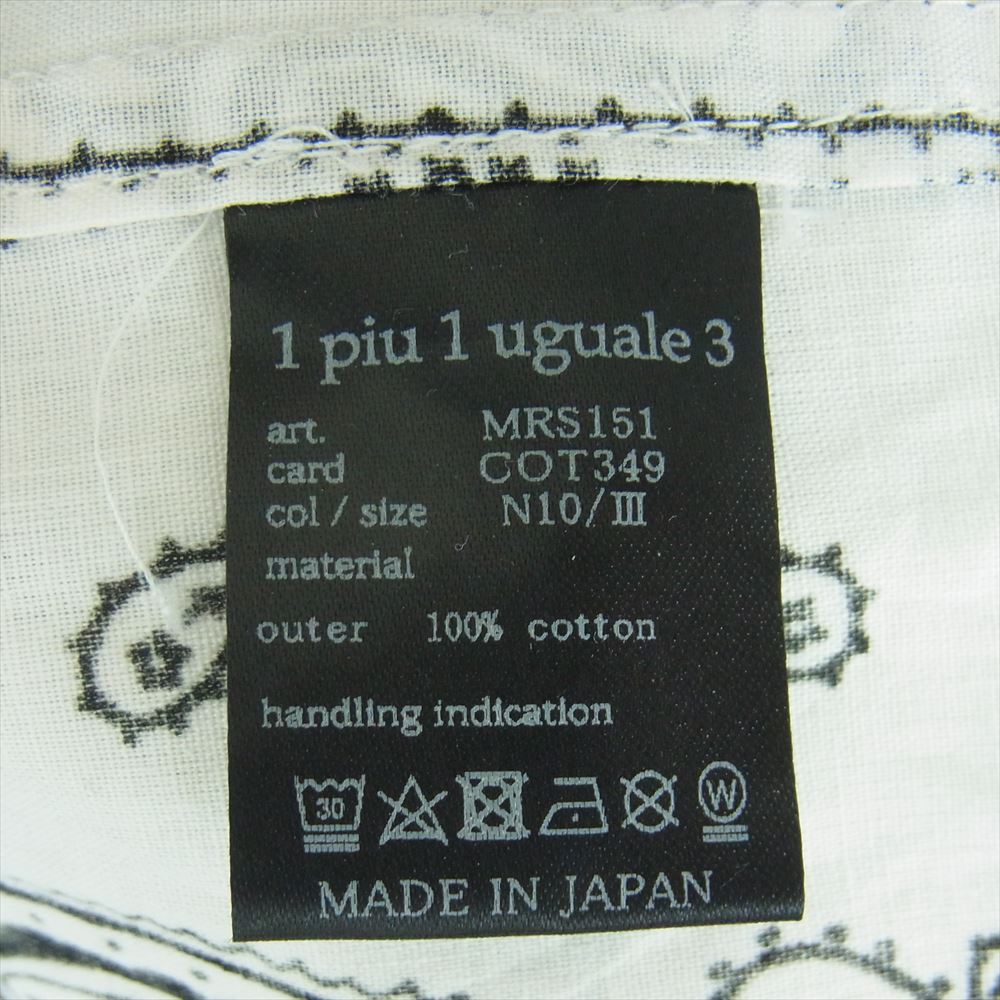 1 piu 1 uguale 3
art. MRS151
card COT349
col / size N10/III
material
outer 100% cotton
handling indication
30 W
MADE IN JAPAN